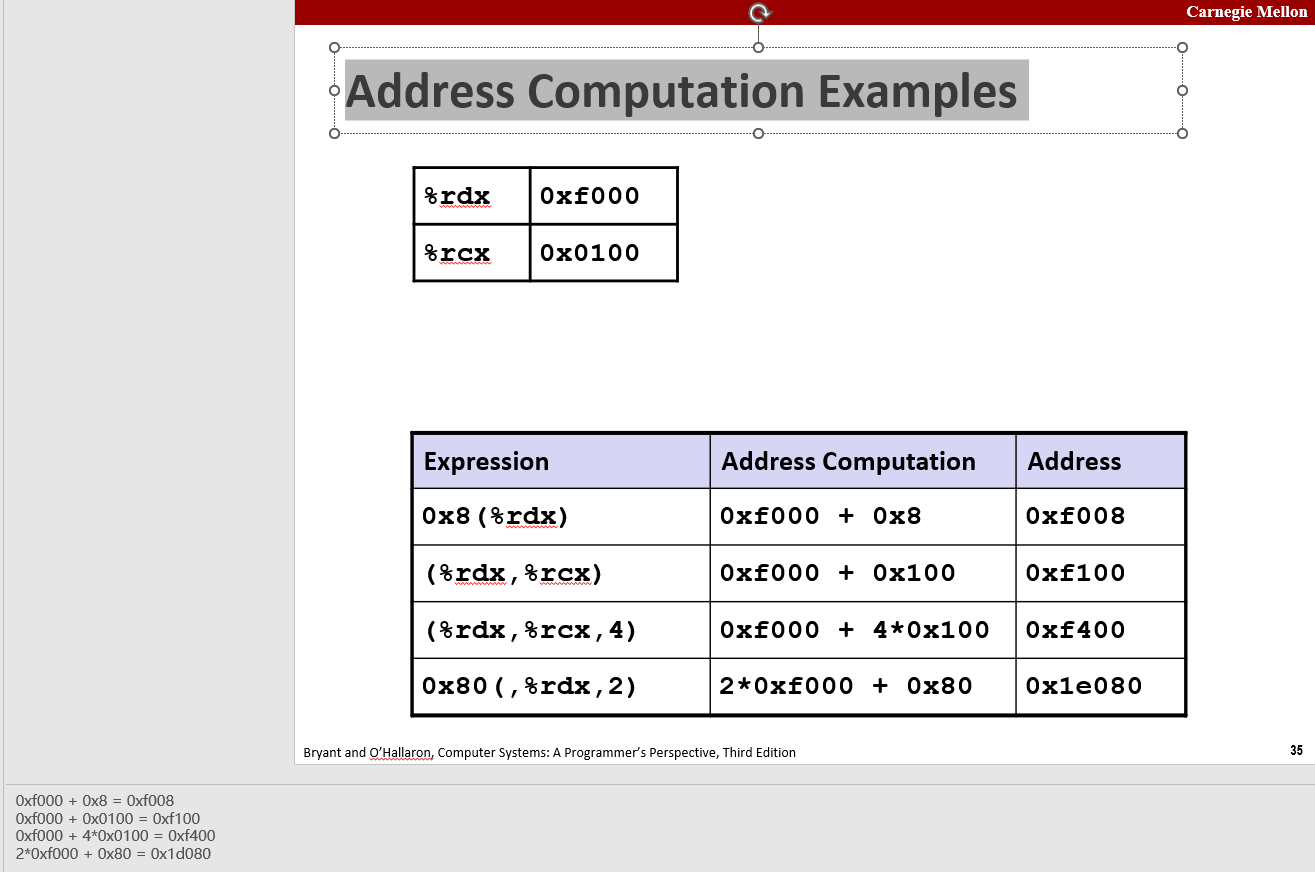 Carnegie Mellon
Address Computation Examples
%rdx 0xf000
%rcx 0x0100
Expression Address Computation Address
0x8(%rdx) 0xf000 + 0x8 0xf008
(%rdx,%rcx) 0xf000 + 0x100 0xf100
(%rdx,%rcx,4) 0xf000 + 4*0x100 0xf400
0x80(,%rdx,2) 2*0xf000 + 0x80 0x1e080
Bryant and O’Hallaron, Computer Systems: A Programmer’s Perspective, Third Edition 35
0xf000 + 0x8 = 0xf008
0xf000 + 0x0100 = 0xf100
0xf000 + 4*0x0100 = 0xf400
2*0xf000 + 0x80 = 0x1d080